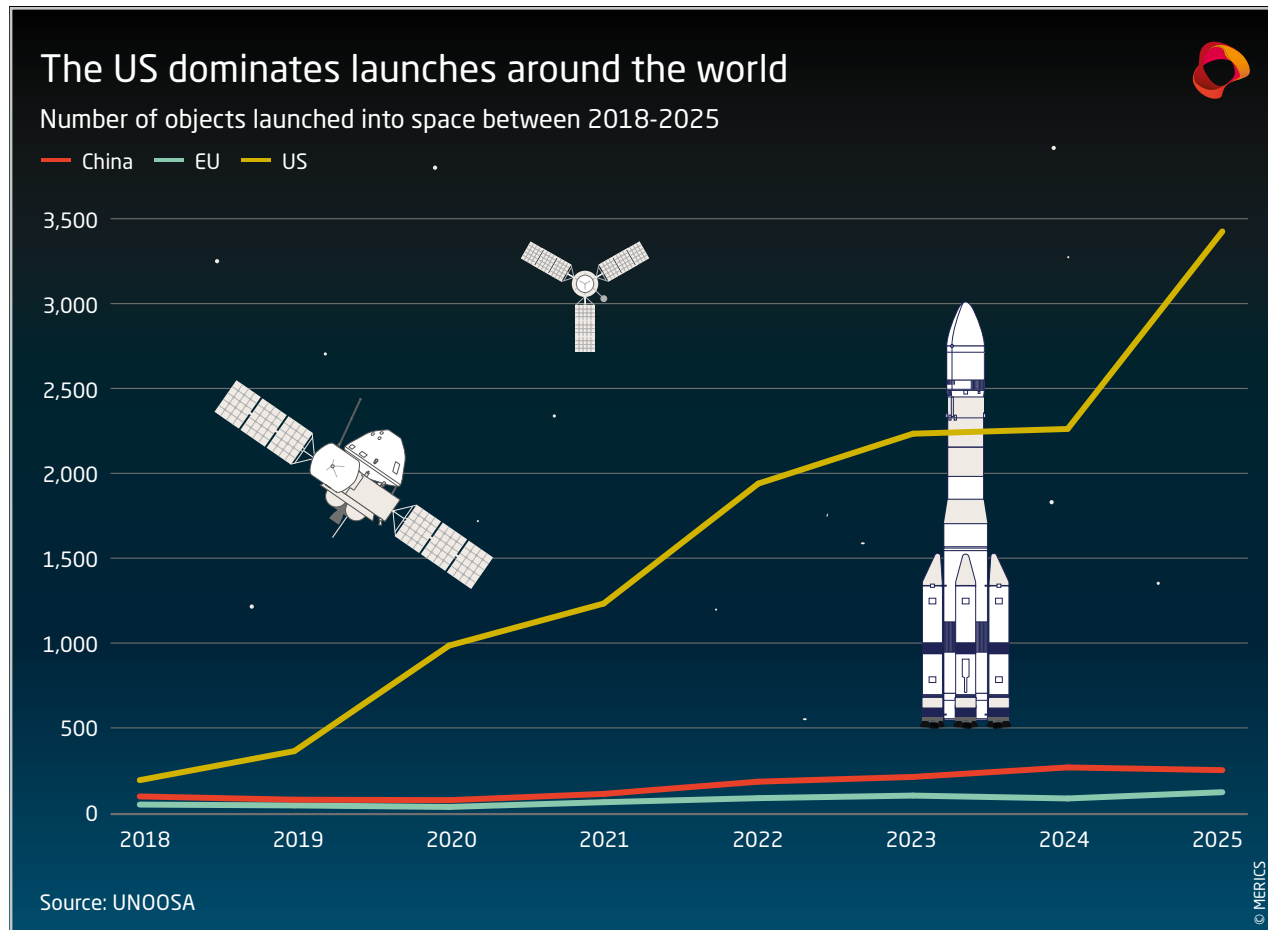 The US dominates launches around the world
Number of objects launched into space between 2018-2025
China EU US
3,500
3,000
2,500
2,000
1,500
1,000
500
0
2018 2019 2020 2021 2022 2023 2024 2025
Source: UNOOSA
© MERICS